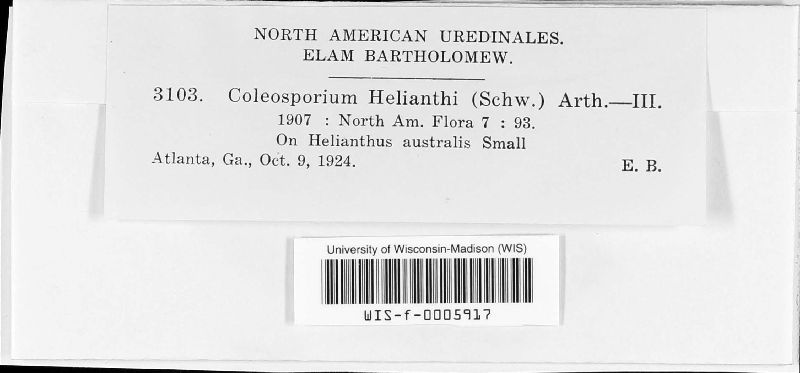 NORTH AMERICAN UREDINALES.
ELAM BARTHOLOMEW.
3103. Coleosporium Helianthi (Schw.) Arth.—III.
1907 : North Am. Flora 7 : 93.
On Helianthus australis Small
Atlanta, Ga., Oct. 9, 1924. E. B.
University of Wisconsin-Madison (WIS)
WIS-f-0005917